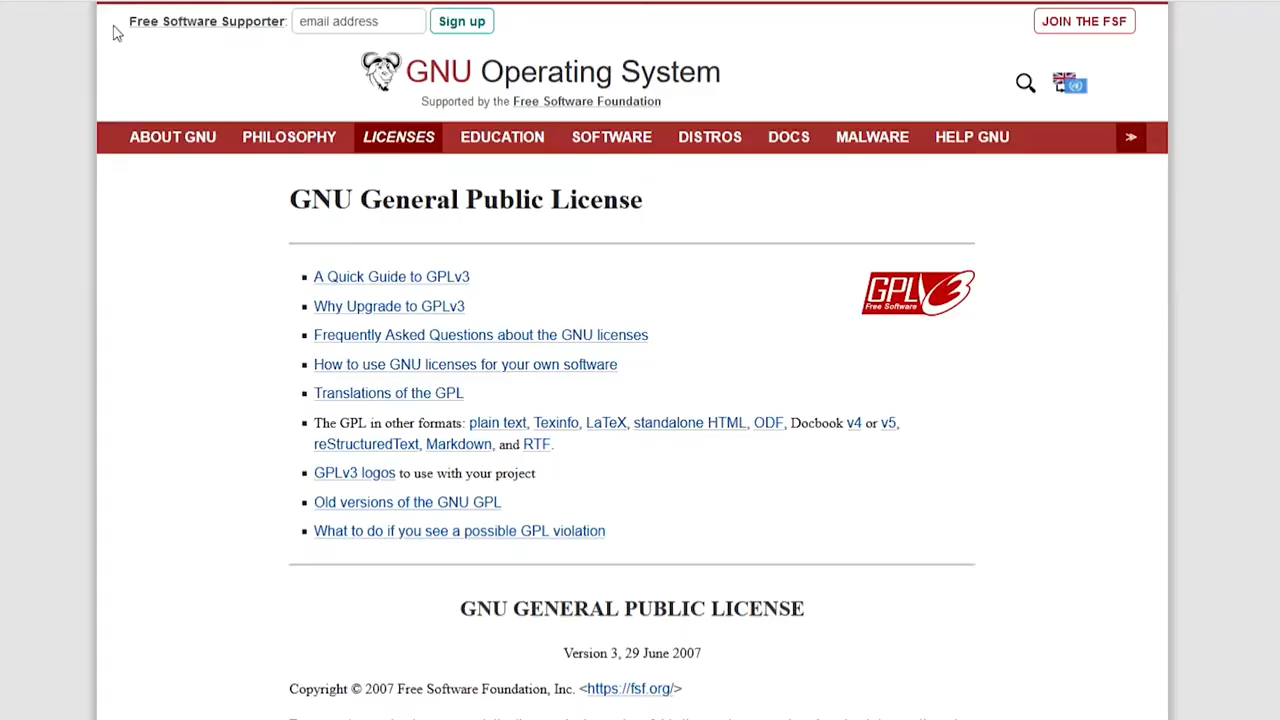 Free Software Supporter: email address Sign up JOIN THE FSF
GNU Operating System
Supported by the Free Software Foundation
ABOUT GNU PHILOSOPHY LICENSES EDUCATION SOFTWARE DISTROS DOCS MALWARE HELP GNU ≫
GNU General Public License
A Quick Guide to GPLv3
GPLv3
Free Software
Why Upgrade to GPLv3
Frequently Asked Questions about the GNU licenses
How to use GNU licenses for your own software
Translations of the GPL
The GPL in other formats: plain text, Texinfo, LaTeX, standalone HTML, ODF, Docbook v4 or v5,
reStructuredText, Markdown, and RTF.
GPLv3 logos to use with your project
Old versions of the GNU GPL
What to do if you see a possible GPL violation
GNU GENERAL PUBLIC LICENSE
Version 3, 29 June 2007
Copyright © 2007 Free Software Foundation, Inc. <https://fsf.org/>